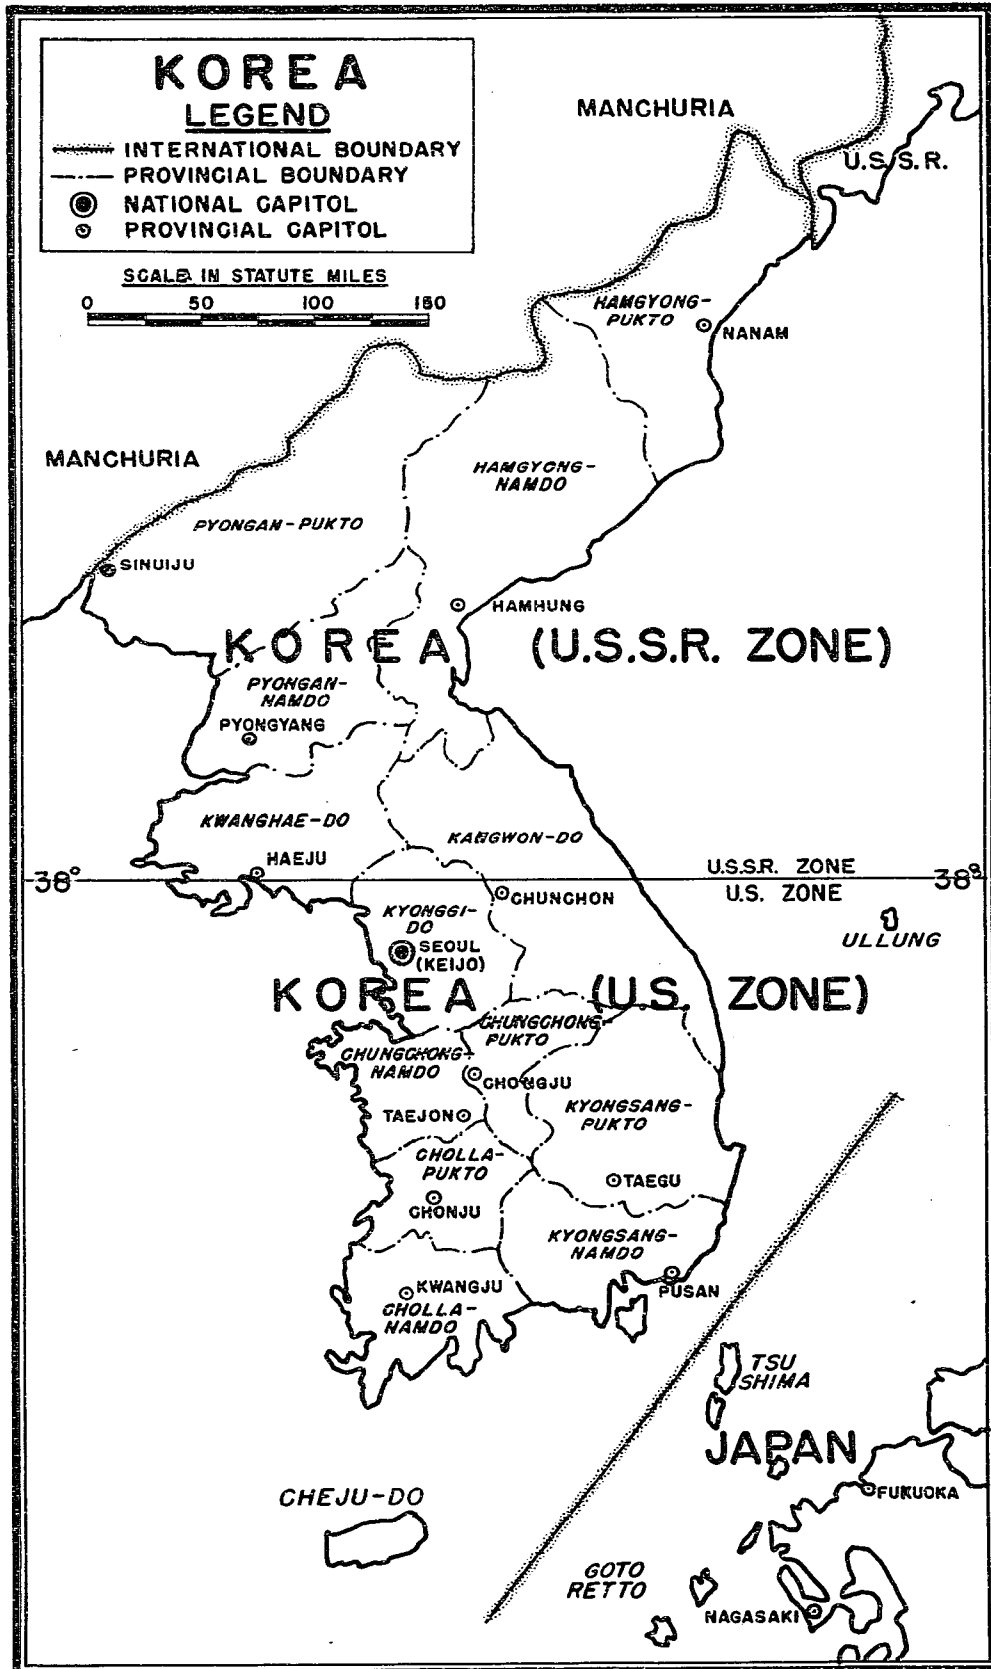 KOREA
LEGEND
INTERNATIONAL BOUNDARY
PROVINCIAL BOUNDARY
NATIONAL CAPITOL
PROVINCIAL CAPITOL
SCALE IN STATUTE MILES
0 50 100 150
MANCHURIA
U.S.S.R.
HAMGYONG-
PUKTO
NANAM
MANCHURIA
HAMGYONG-
NAMDO
PYONGAN-PUKTO
SINUIJU
HAMHUNG
KOREA (U.S.S.R. ZONE)
PYONGAN-
NAMDO
PYONGYANG
KWANGHAE-DO
KANGWON-DO
HAEJU
U.S.S.R. ZONE
38° 38°
U.S. ZONE
CHUNCHON
KYONGGI-
DO
ULLUNG
SEOUL
(KEIJO)
KOREA (U.S. ZONE)
CHUNGCHONG-
PUKTO
CHUNGCHONG-
NAMDO
CHONGJU
TAEJON
KYONGSANG-
PUKTO
CHOLLA-
PUKTO
TAEGU
CHONJU
KYONGSANG-
NAMDO
KWANGJU
PUSAN
CHOLLA-
NAMDO
TSU
SHIMA
JAPAN
CHEJU-DO
FUKUOKA
GOTO
RETTO
NAGASAKI